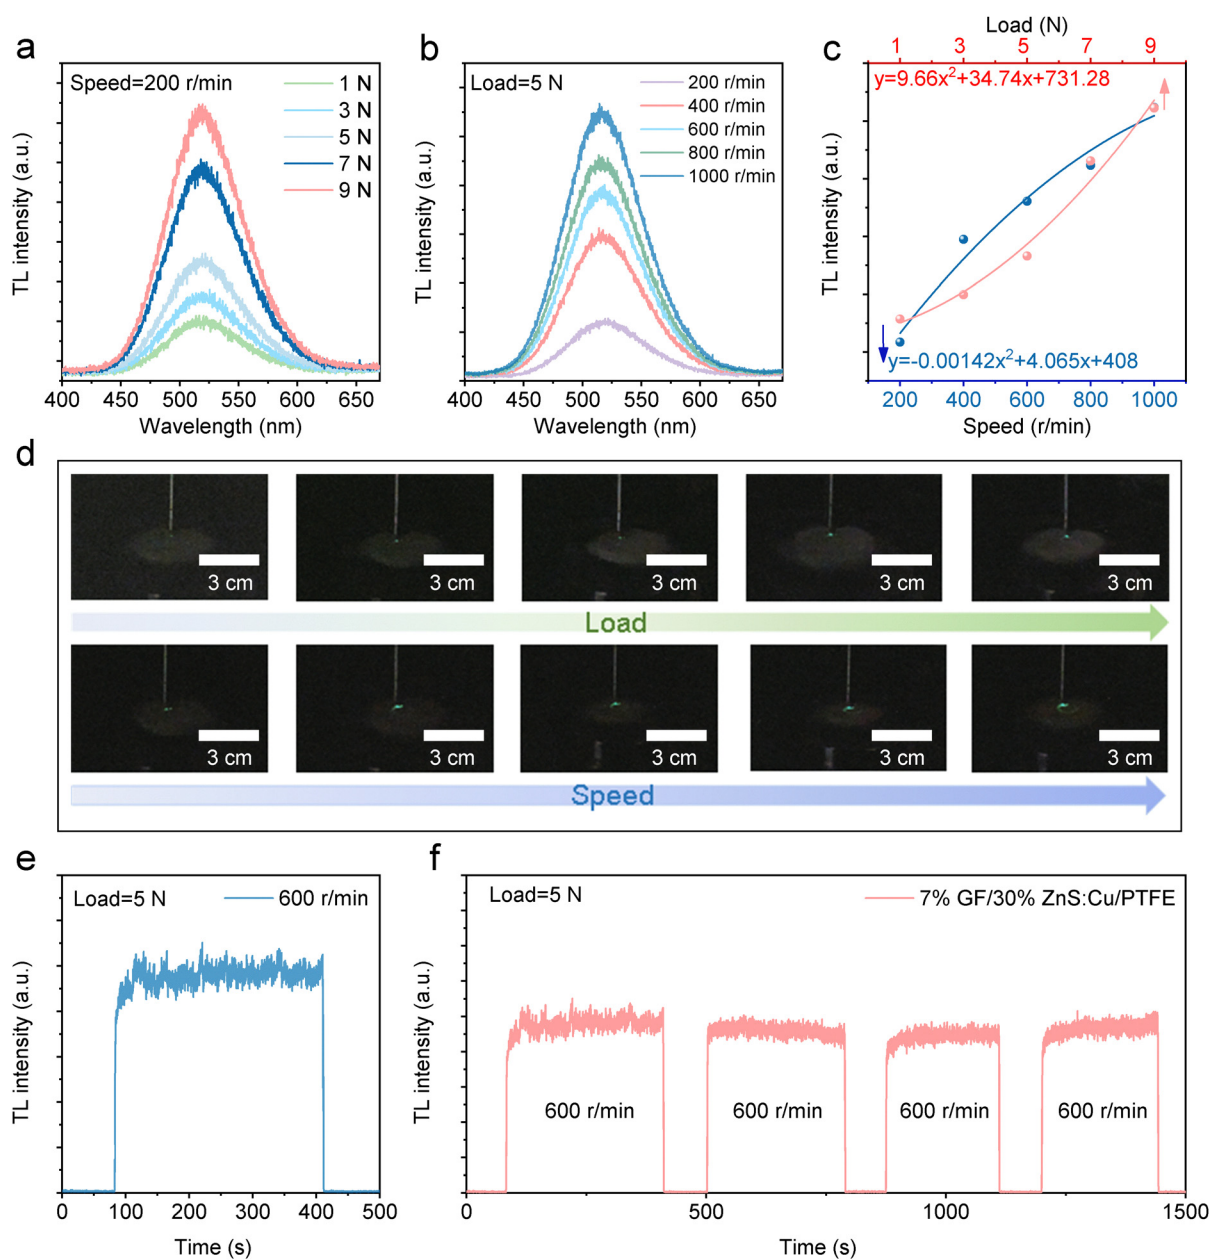 a
Speed=200 r/min
1 N
3 N
5 N
7 N
9 N
TL intensity (a.u.)
400 450 500 550 600 650
Wavelength (nm)
b
Load=5 N
200 r/min
400 r/min
600 r/min
800 r/min
1000 r/min
TL intensity (a.u.)
400 450 500 550 600 650
Wavelength (nm)
c
Load (N)
1 3 5 7 9
y=9.66x²+34.74x+731.28
TL intensity (a.u.)
y=-0.00142x²+4.065x+408
200 400 600 800 1000
Speed (r/min)
d
3 cm 3 cm 3 cm 3 cm 3 cm
Load
3 cm 3 cm 3 cm 3 cm 3 cm
Speed
e
Load=5 N
600 r/min
TL intensity (a.u.)
0 100 200 300 400 500
Time (s)
f
Load=5 N
7% GF/30% ZnS:Cu/PTFE
TL intensity (a.u.)
600 r/min 600 r/min 600 r/min 600 r/min
0 500 1000 1500
Time (s)